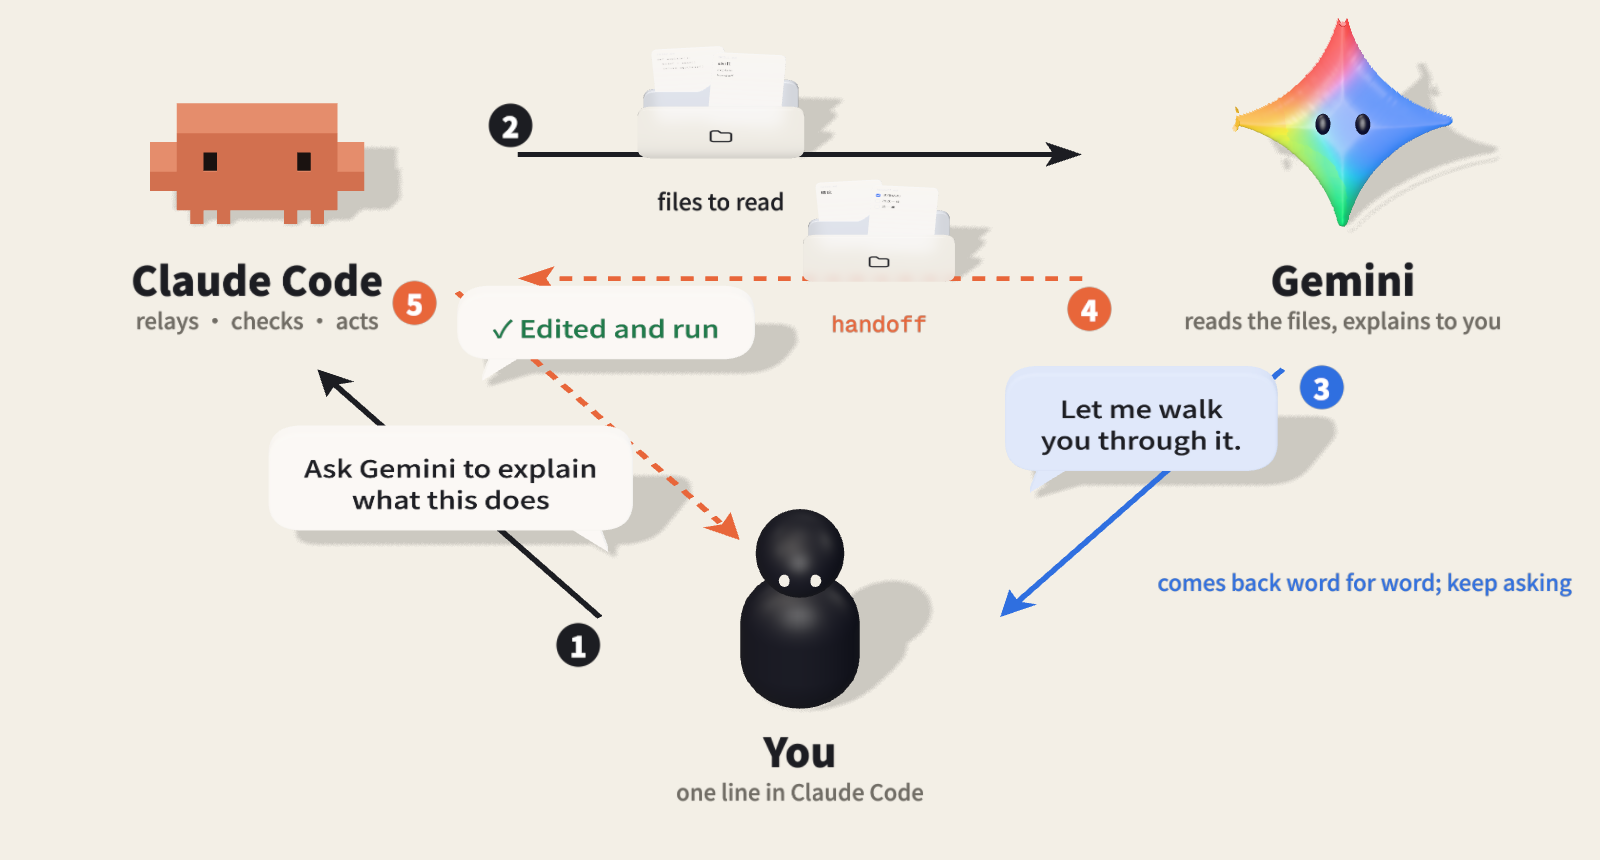 2
files to read
Claude Code
relays • checks • acts
5
✓ Edited and run
handoff
4
Gemini
reads the files, explains to you
3
Let me walk
you through it.
Ask Gemini to explain
what this does
comes back word for word; keep asking
1
You
one line in Claude Code